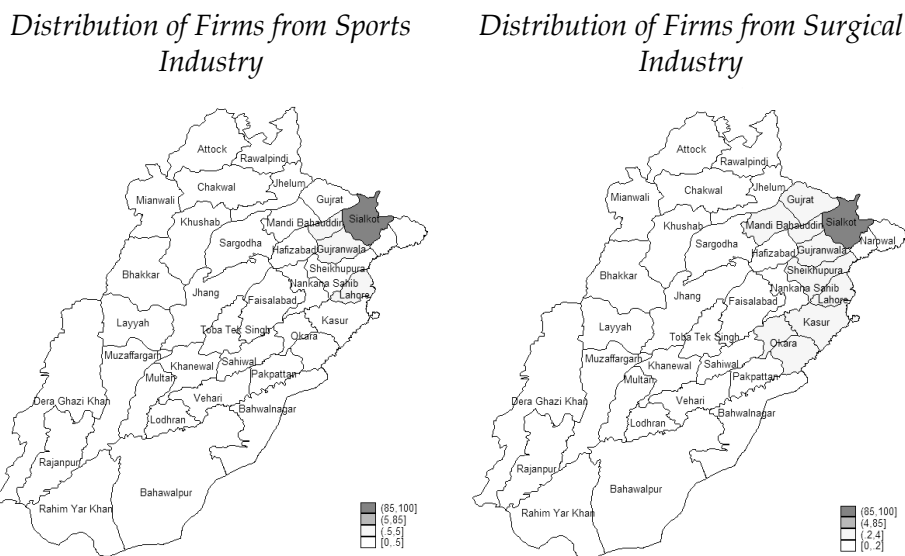 Distribution of Firms from Sports
Industry
Attock
Rawalpindi
Chakwal
Jhelum
Mianwali
Gujrat
Khushab
Mandi Bahauddin
Sialkot
Sargodha
Hafizabad
Gujranwala
Sheikhupura
Bhakkar
Nankana Sahib
Jhang
Faisalabad
Lahore
Layyah
Toba Tek Singh
Kasur
Okara
Muzaffargarh
Khanewal
Sahiwal
Multan
Pakpattan
Dera Ghazi Khan
Vehari
Bahwalnagar
Lodhran
Rajanpur
Bahawalpur
Rahim Yar Khan
(85,100]
(5,85]
(.5,5]
[0,.5]
Distribution of Firms from Surgical
Industry
Attock
Rawalpindi
Chakwal
Jhelum
Mianwali
Gujrat
Khushab
Mandi Bahauddin
Sialkot
Sargodha
Hafizabad
Gujranwala
Narowal
Sheikhupura
Bhakkar
Nankana Sahib
Jhang
Faisalabad
Lahore
Layyah
Toba Tek Singh
Kasur
Okara
Muzaffargarh
Khanewal
Sahiwal
Multan
Pakpattan
Dera Ghazi Khan
Vehari
Bahwalnagar
Lodhran
Rajanpur
Bahawalpur
Rahim Yar Khan
(85,100]
(4,85]
(.2,4]
[0,.2]